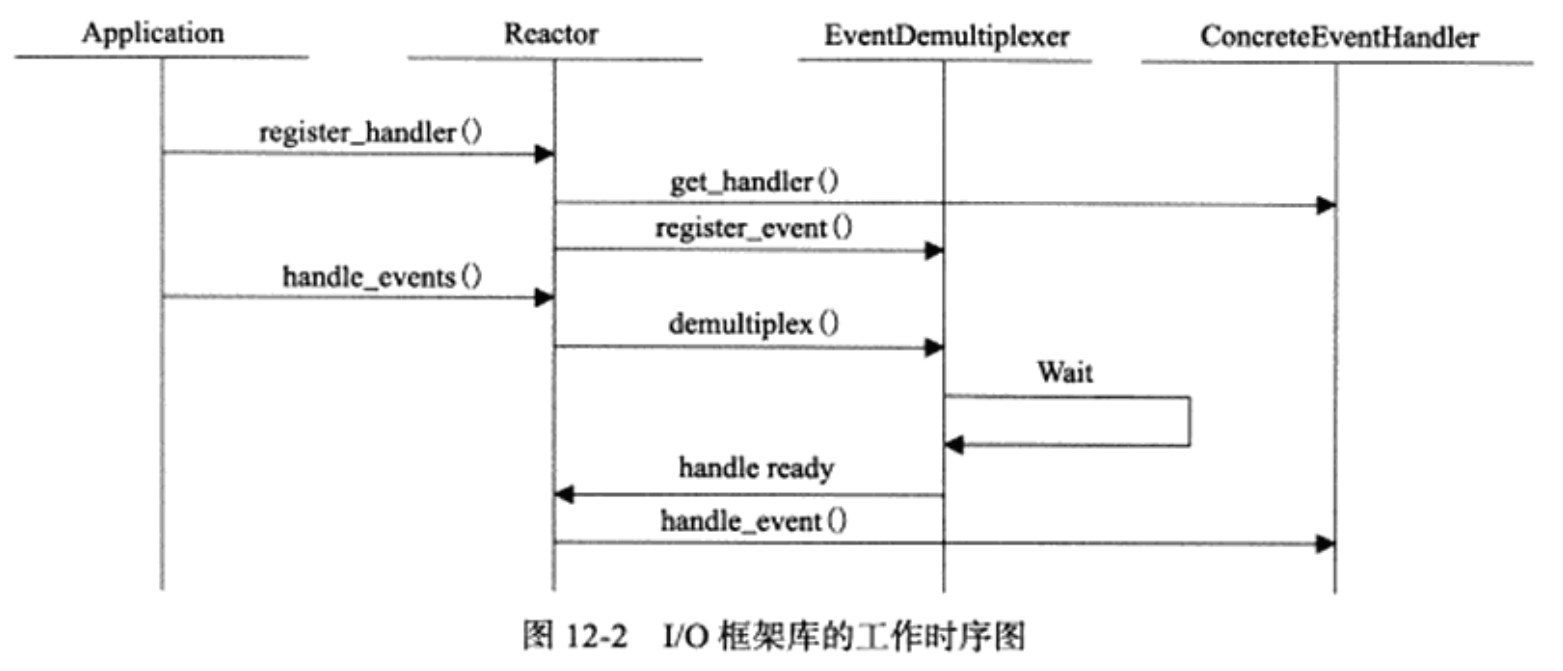 Application Reactor EventDemultiplexer ConcreteEventHandler
register_handler()
get_handler()
register_event()
handle_events()
demultiplex()
Wait
handle ready
handle_event()
图 12-2 I/O 框架库的工作时序图